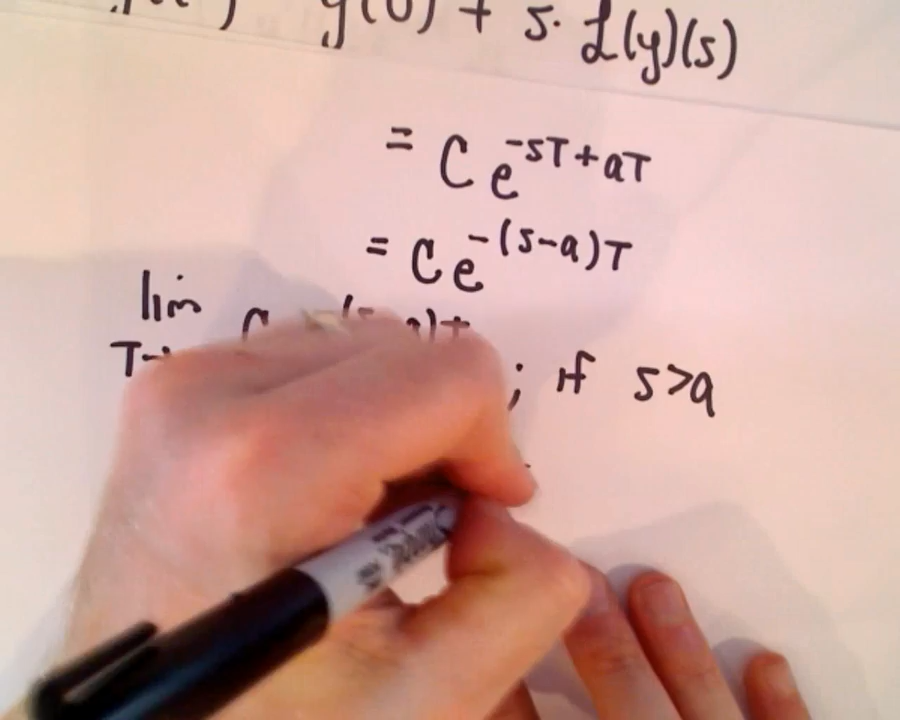 y(0) + s· ℒ(y)(s)
= Ce^{-sT+aT}
= Ce^{-(s-a)T}
lim
T→ ; if s>a